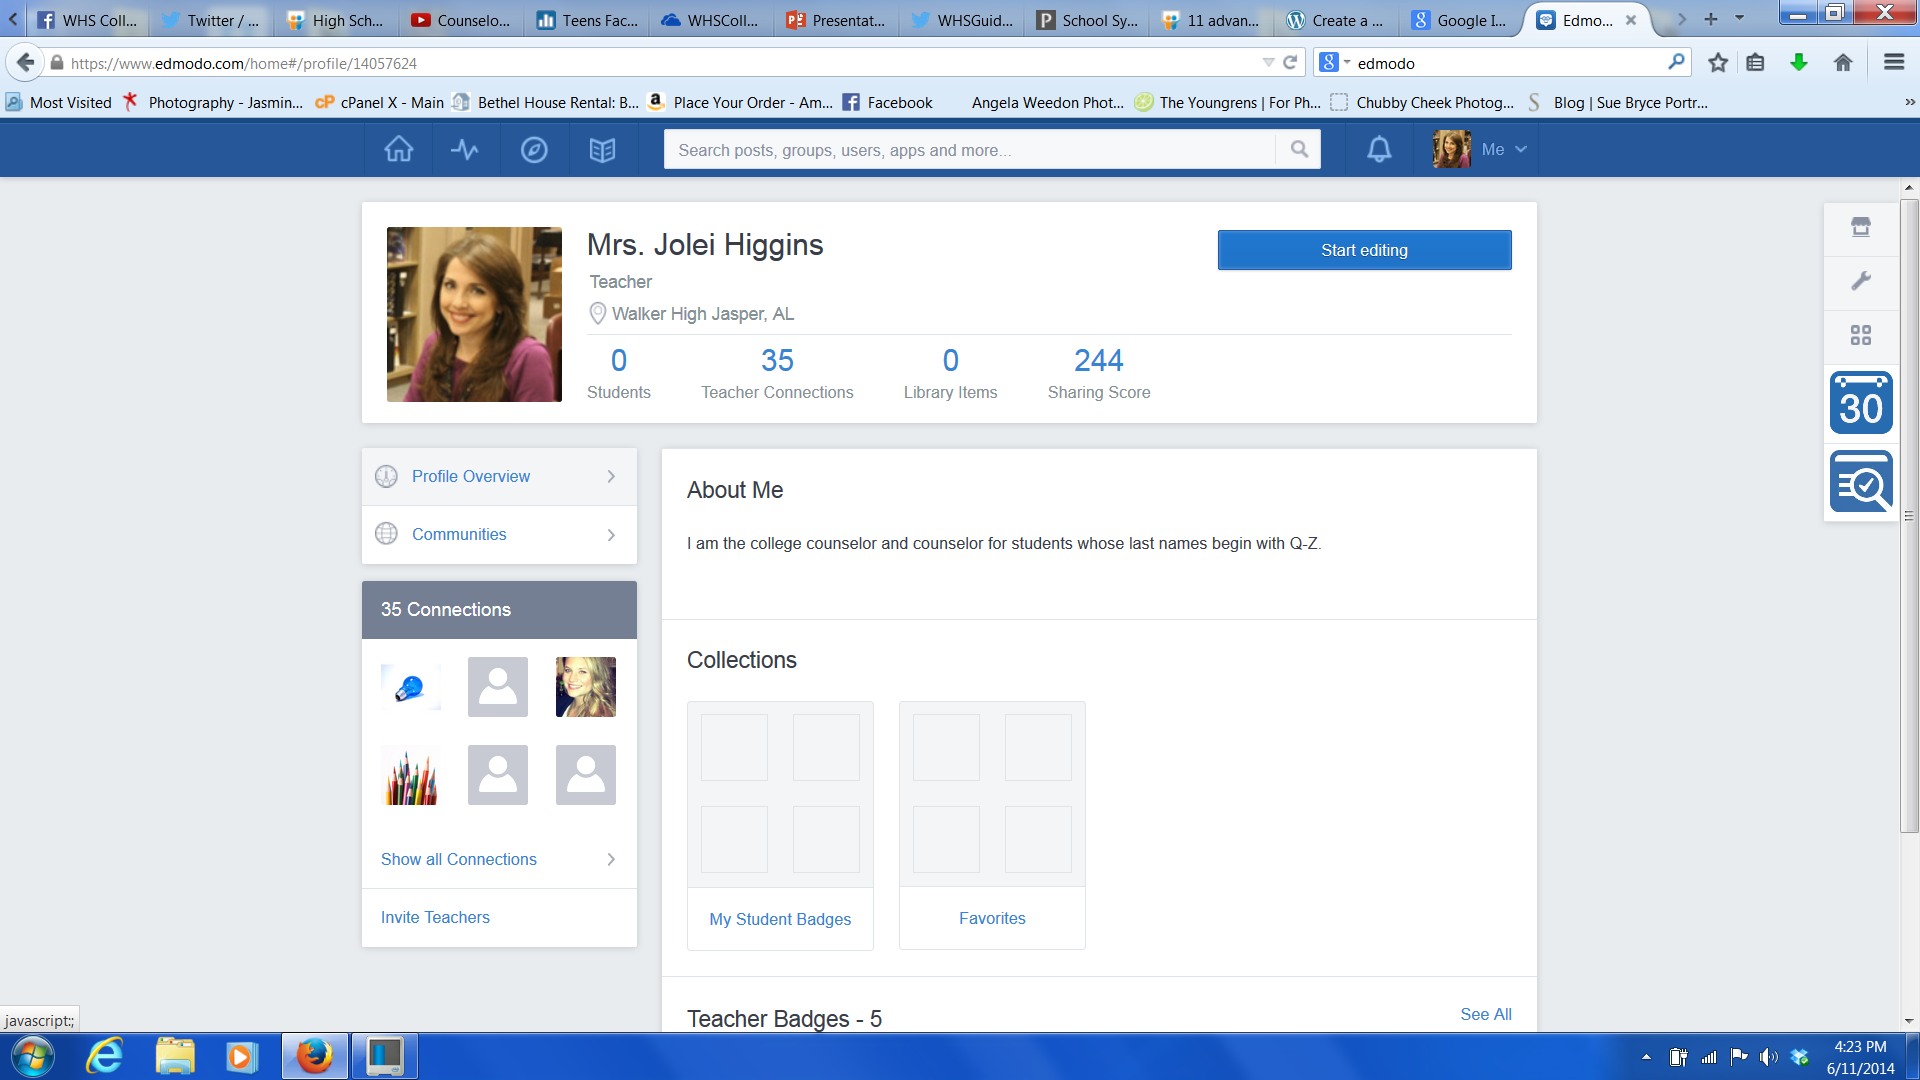 WHS Coll...
Twitter / ...
High Sch...
Counselo...
Teens Fac...
WHSColl...
Presentat...
WHSGuid...
School Sy...
11 advan...
Create a ...
Google I...
Edmo...
https://www.edmodo.com/home#/profile/14057624
edmodo
Most Visited
Photography - Jasmin...
cPanel X - Main
Bethel House Rental: B...
Place Your Order - Am...
Facebook
Angela Weedon Phot...
The Youngrens | For Ph...
Chubby Cheek Photog...
Blog | Sue Bryce Portr...
Search posts, groups, users, apps and more...
Me
Mrs. Jolei Higgins
Start editing
Teacher
Walker High Jasper, AL
0
35
0
244
Students
Teacher Connections
Library Items
Sharing Score
30
Profile Overview
Communities
35 Connections
Show all Connections
Invite Teachers
About Me
I am the college counselor and counselor for students whose last names begin with Q-Z.
Collections
My Student Badges
Favorites
Teacher Badges - 5
See All
javascript:;
4:23 PM
6/11/2014